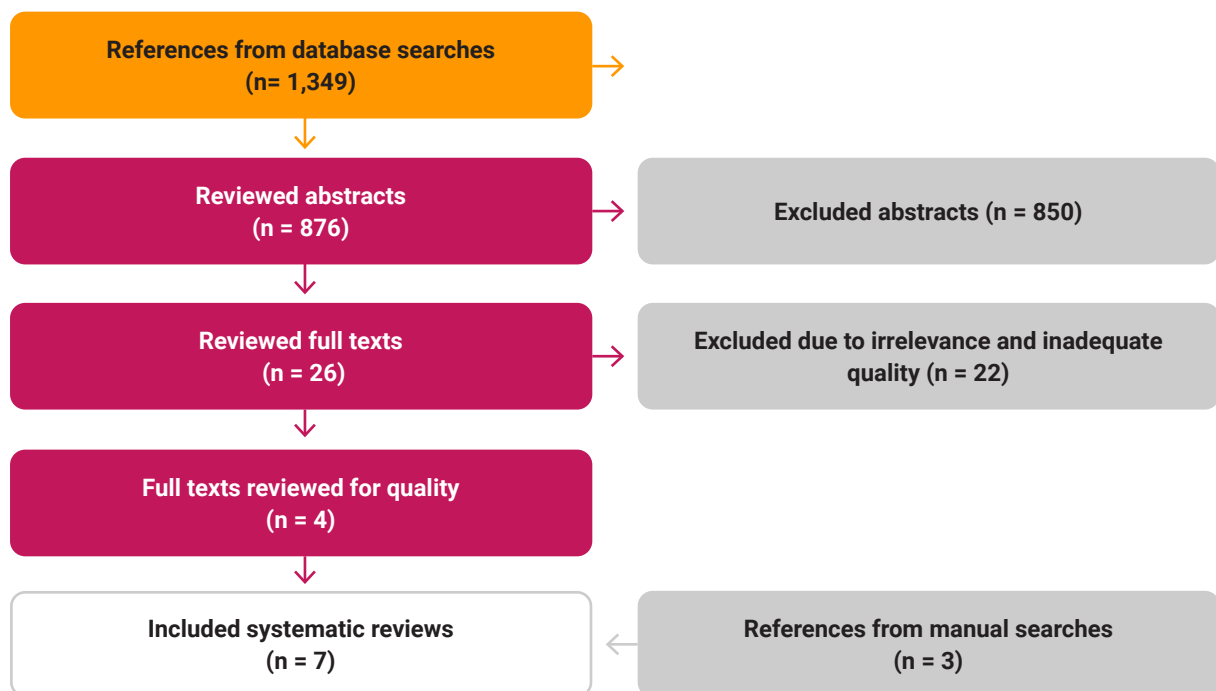 References from database searches
(n= 1,349)
Reviewed abstracts
(n = 876)
Excluded abstracts (n = 850)
Reviewed full texts
(n = 26)
Excluded due to irrelevance and inadequate
quality (n = 22)
Full texts reviewed for quality
(n = 4)
Included systematic reviews
(n = 7)
References from manual searches
(n = 3)